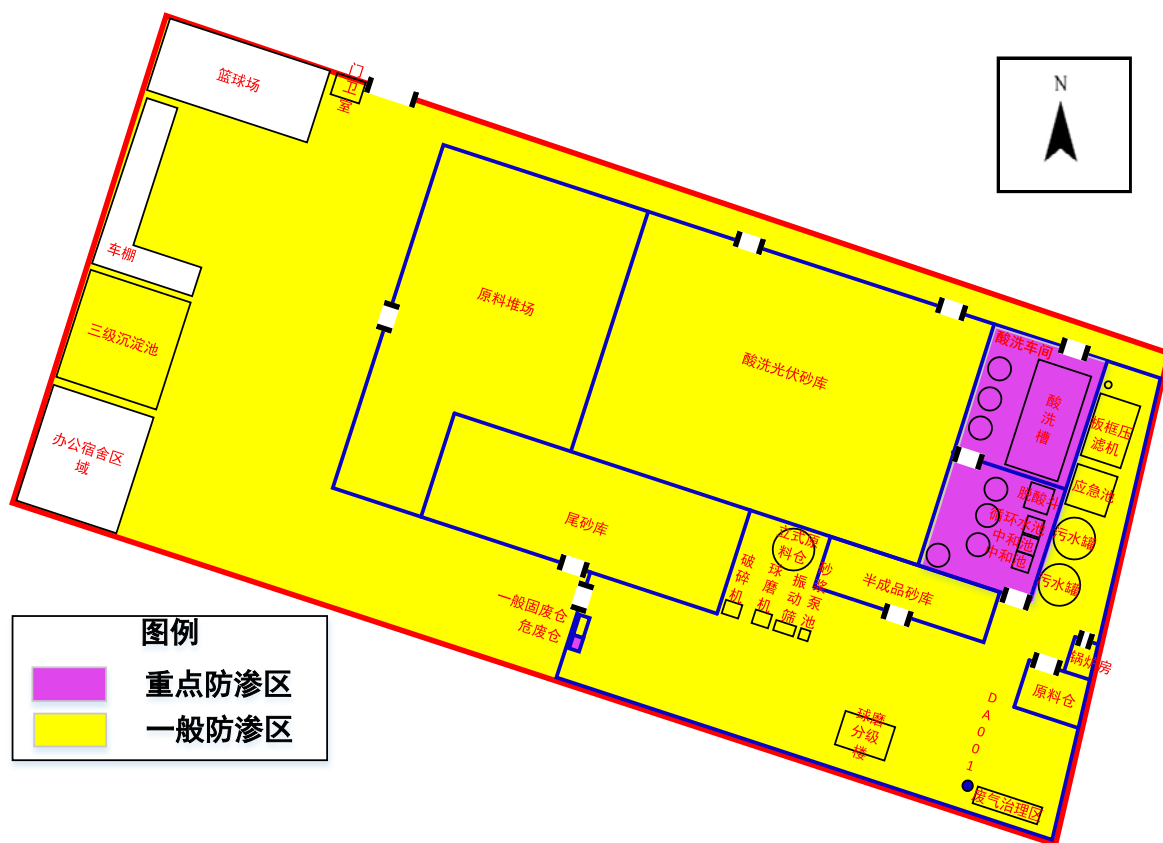 篮球场
门卫室
N
车棚
原料堆场
三级沉淀池
酸洗光伏砂库
酸洗车间
酸洗槽
板框压
滤机
办公宿舍区
域
脱酸斗
应急池
循环水池
中和池
中和池
污水罐
污水罐
尾砂库
立式原
料仓
破碎机
球磨机
振动筛
砂浆泵池
半成品砂库
一般固废仓
危废仓
锅炉房
原料仓
DA001
球磨
分级
楼
废气治理区
图例
重点防渗区
一般防渗区